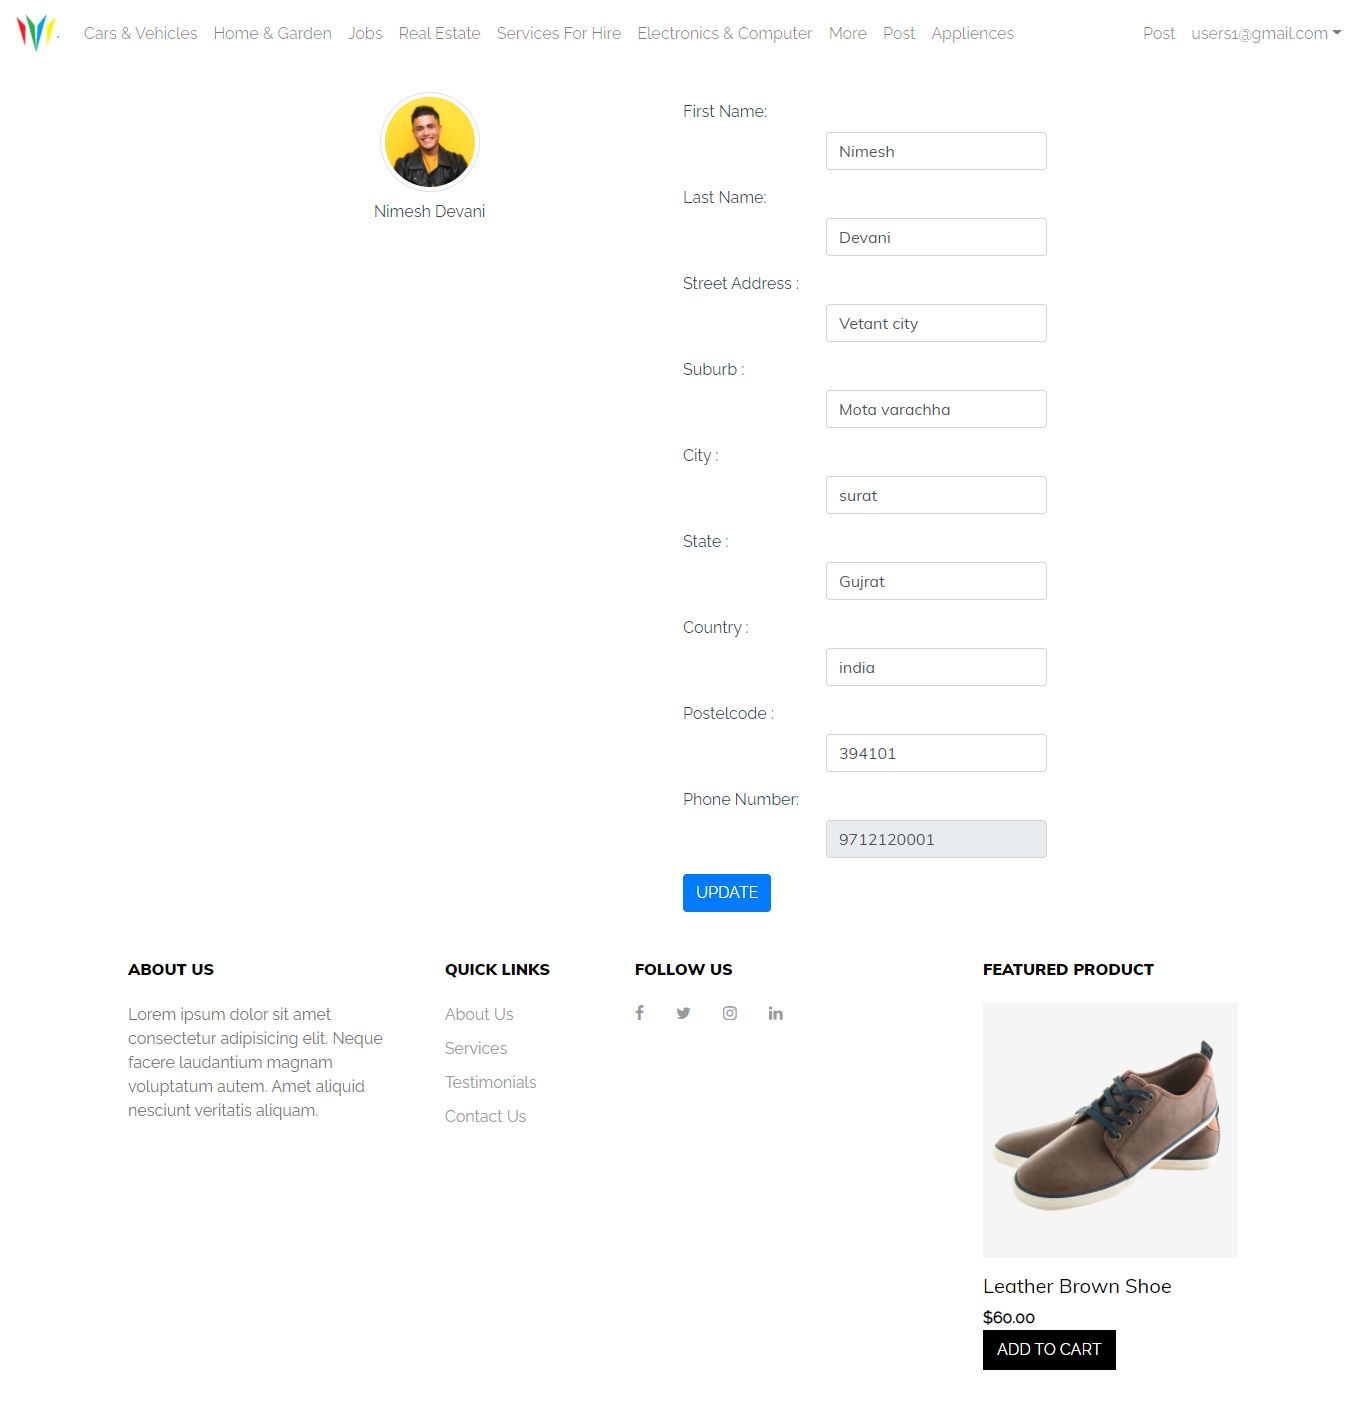 Cars & Vehicles Home & Garden Jobs Real Estate Services For Hire Electronics & Computer More Post Appliences Post users1@gmail.com
Nimesh Devani
First Name:
Nimesh
Last Name:
Devani
Street Address :
Vetant city
Suburb :
Mota varachha
City :
surat
State :
Gujrat
Country :
india
Postelcode :
394101
Phone Number:
9712120001
UPDATE
ABOUT US
Lorem ipsum dolor sit amet
consectetur adipisicing elit. Neque
facere laudantium magnam
voluptatum autem. Amet aliquid
nesciunt veritatis aliquam.
QUICK LINKS
About Us
Services
Testimonials
Contact Us
FOLLOW US
FEATURED PRODUCT
Leather Brown Shoe
$60.00
ADD TO CART